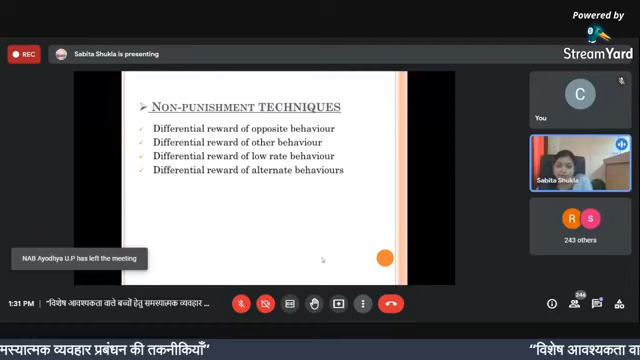 Powered by
StreamYard
REC
Sabita Shukla is presenting
NON-PUNISHMENT TECHNIQUES
Differential reward of opposite behaviour
Differential reward of other behaviour
Differential reward of low rate behaviour
Differential reward of alternate behaviours
C
You
Sabita Shukla
R
S
243 others
NAB Ayodhya U.P has left the meeting
1:31 PM
"विशेष आवश्यकता वाले बच्चों हेतु समस्यात्मक व्यवहार ...
246
मस्यात्मक व्यवहार प्रबंधन की तकनीकियाँ"
"विशेष आवश्यकता वा